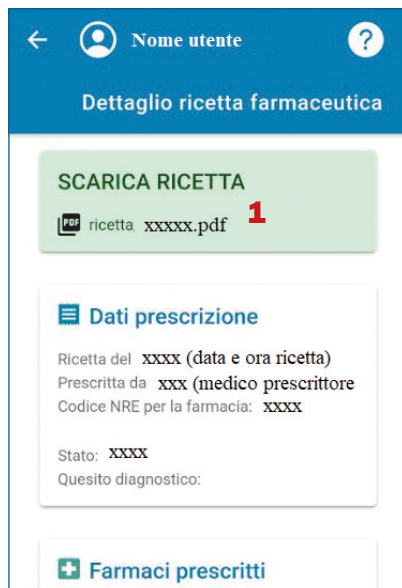 Nome utente ?
Dettaglio ricetta farmaceutica
SCARICA RICETTA
PDF ricetta xxxxx.pdf 1
Dati prescrizione
Ricetta del xxxx (data e ora ricetta)
Prescritta da xxx (medico prescrittore
Codice NRE per la farmacia: xxxx
Stato: xxxx
Quesito diagnostico:
Farmaci prescritti